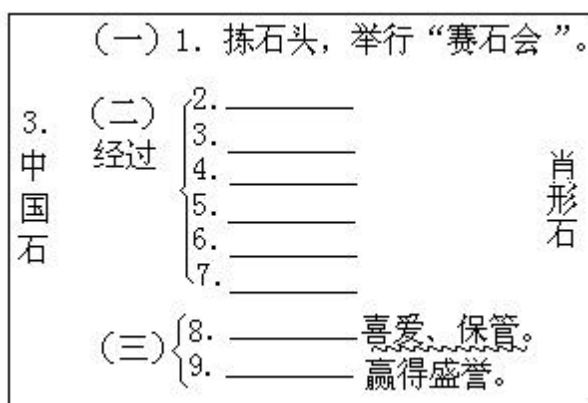 (一) 1. 拣石头，举行“赛石会”。
3.中国石
(二)经过
2.
3.
4.
5.
6.
7.
肖形石
(三)
8. 喜爱、保管。
9. 赢得盛誉。